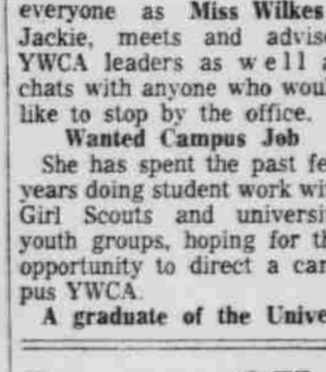 everyone as Miss Wilkes
Jackie, meets and advise
YWCA leaders as well a
chats with anyone who woul
like to stop by the office.
Wanted Campus Job
She has spent the past fe
years doing student work wi
Girl Scouts and universi
youth groups, hoping for th
opportunity to direct a cam
pus YWCA.
A graduate of the Unive